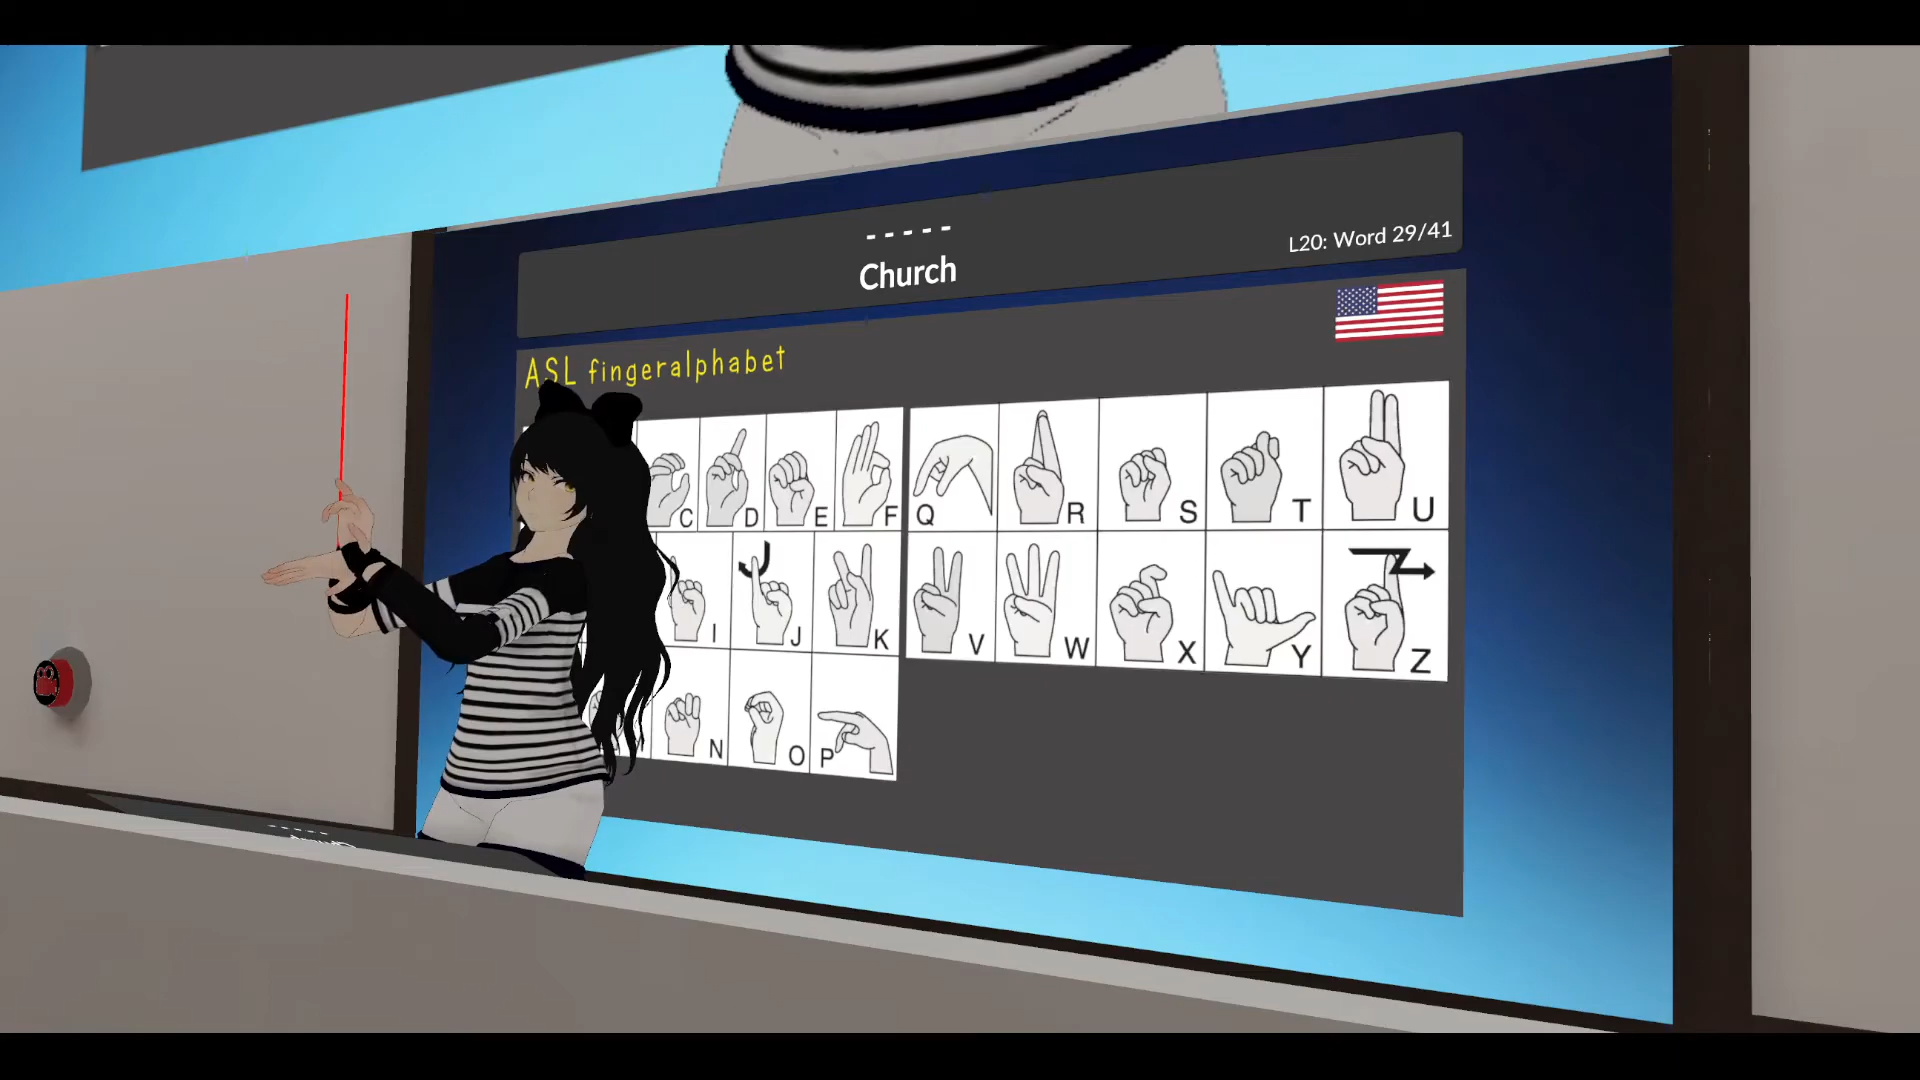 - - - - -
Church
L20: Word 29/41
ASL fingeralphabet
C D E F Q R S T U
I J K V W X Y Z
N O P